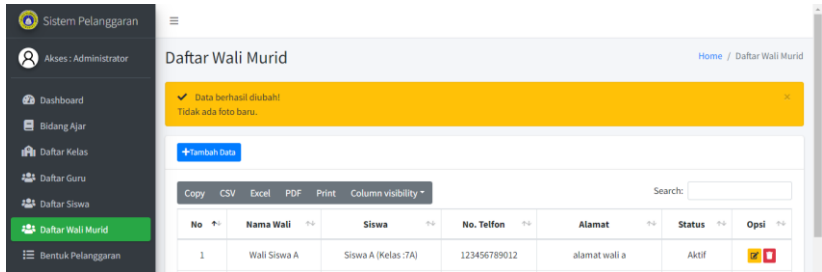 Sistem Pelanggaran
Akses : Administrator
Dashboard
Bidang Ajar
Daftar Kelas
Daftar Guru
Daftar Siswa
Daftar Wali Murid
Bentuk Pelanggaran
Daftar Wali Murid
Home / Daftar Wali Murid
Data berhasil diubah! ×
Tidak ada foto baru.
+Tambah Data
Copy CSV Excel PDF Print Column visibility
Search:
No Nama Wali Siswa No. Telfon Alamat Status Opsi
1 Wali Siswa A Siswa A (Kelas :7A) 123456789012 alamat wali a Aktif